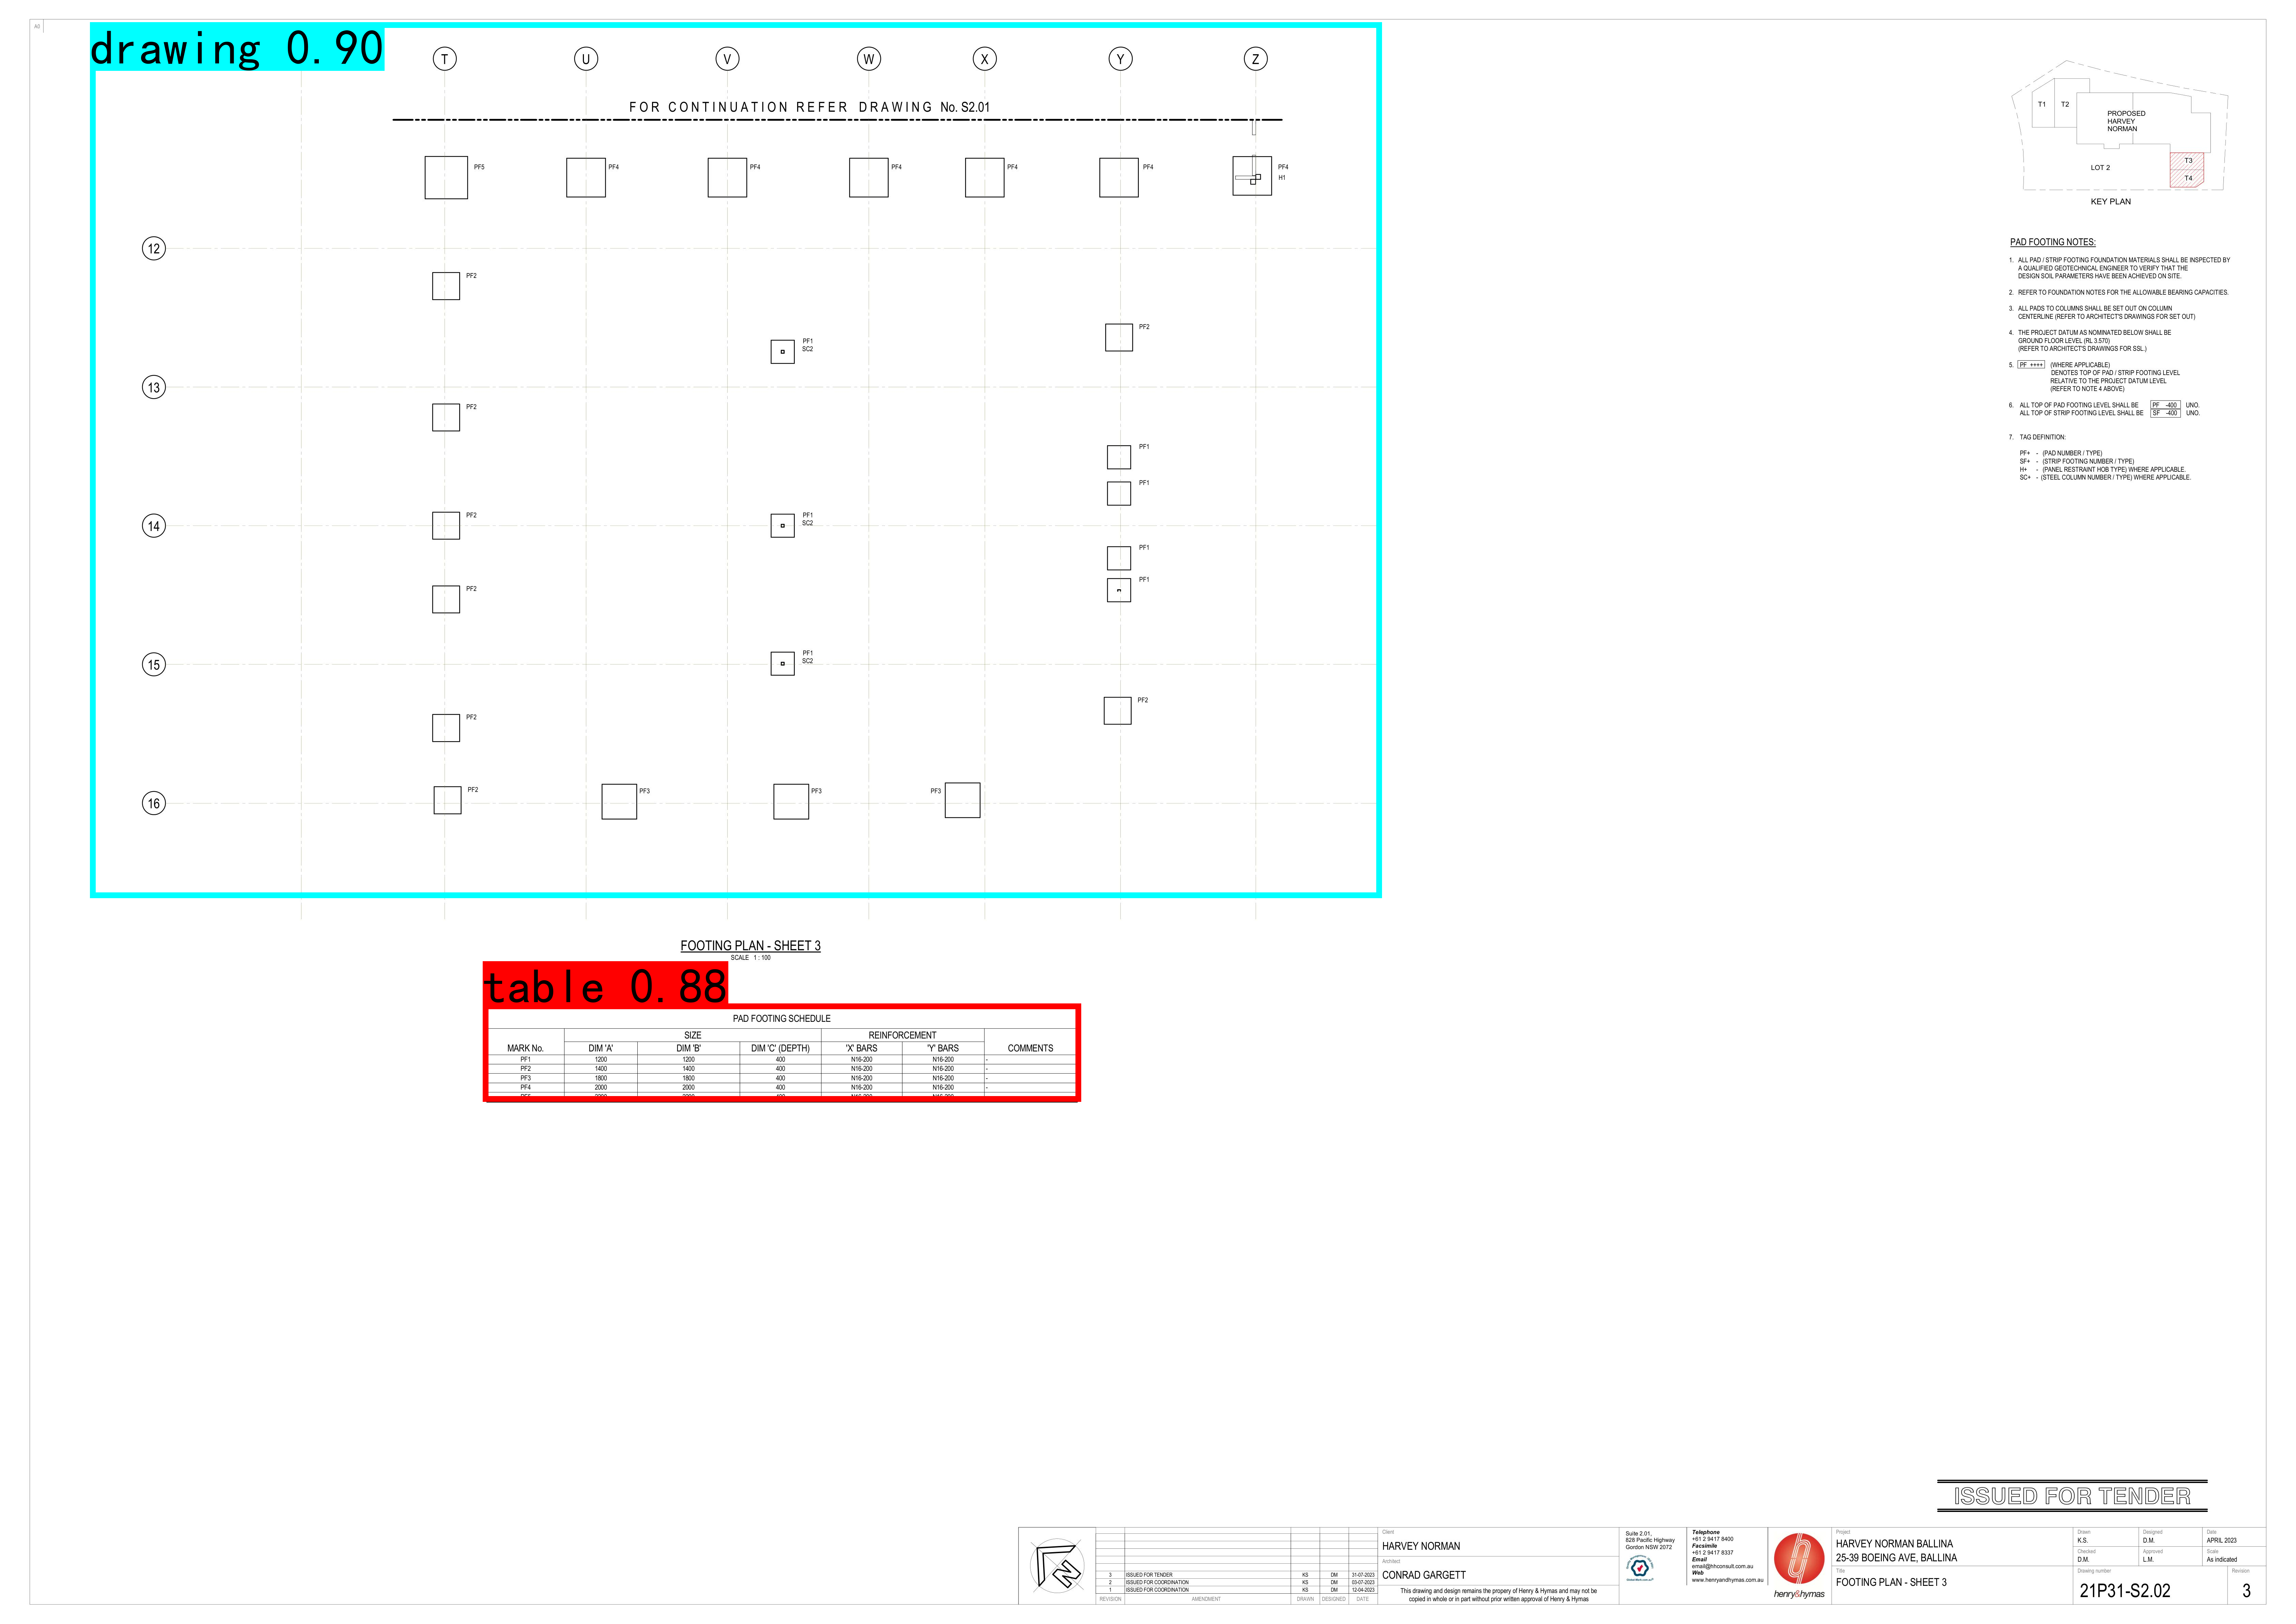 A0
drawing 0.90
T U V W X Y Z
FOR CONTINUATION REFER DRAWING No. S2.01
PF5 PF4 PF4 PF4 PF4 PF4 PF4
H1
12
PF2
PF2
PF1
SC2
13
PF2
PF1
PF1
14
PF2
PF1
SC2
PF1
PF1
PF2
15
PF1
SC2
PF2
PF2
16
PF2
PF3
PF3
PF3
FOOTING PLAN - SHEET 3
SCALE 1 : 100
table 0.88
PAD FOOTING SCHEDULE
SIZE REINFORCEMENT
MARK No. DIM 'A' DIM 'B' DIM 'C' (DEPTH) 'X' BARS 'Y' BARS COMMENTS
PF1 1200 1200 400 N16-200 N16-200 -
PF2 1400 1400 400 N16-200 N16-200 -
PF3 1800 1800 400 N16-200 N16-200 -
PF4 2000 2000 400 N16-200 N16-200 -
T1 T2
PROPOSED
HARVEY
NORMAN
LOT 2
T3
T4
KEY PLAN
PAD FOOTING NOTES:
1. ALL PAD / STRIP FOOTING FOUNDATION MATERIALS SHALL BE INSPECTED BY
A QUALIFIED GEOTECHNICAL ENGINEER TO VERIFY THAT THE
DESIGN SOIL PARAMETERS HAVE BEEN ACHIEVED ON SITE.
2. REFER TO FOUNDATION NOTES FOR THE ALLOWABLE BEARING CAPACITIES.
3. ALL PADS TO COLUMNS SHALL BE SET OUT ON COLUMN
CENTERLINE (REFER TO ARCHITECT'S DRAWINGS FOR SET OUT)
4. THE PROJECT DATUM AS NOMINATED BELOW SHALL BE
GROUND FLOOR LEVEL (RL 3.570)
(REFER TO ARCHITECT'S DRAWINGS FOR SSL.)
5. PF ++++ (WHERE APPLICABLE)
DENOTES TOP OF PAD / STRIP FOOTING LEVEL
RELATIVE TO THE PROJECT DATUM LEVEL
(REFER TO NOTE 4 ABOVE)
6. ALL TOP OF PAD FOOTING LEVEL SHALL BE PF -400 UNO.
ALL TOP OF STRIP FOOTING LEVEL SHALL BE SF -400 UNO.
7. TAG DEFINITION:
PF+ - (PAD NUMBER / TYPE)
SF+ - (STRIP FOOTING NUMBER / TYPE)
H+ - (PANEL RESTRAINT HOB TYPE) WHERE APPLICABLE.
SC+ - (STEEL COLUMN NUMBER / TYPE) WHERE APPLICABLE.
ISSUED FOR TENDER
N
3 ISSUED FOR TENDER KS DM 31-07-2023
2 ISSUED FOR COORDINATION KS DM 03-07-2023
1 ISSUED FOR COORDINATION KS DM 12-04-2023
REVISION AMENDMENT DRAWN DESIGNED DATE
Client
HARVEY NORMAN
Architect
CONRAD GARGETT
This drawing and design remains the propery of Henry & Hymas and may not be
copied in whole or in part without prior written approval of Henry & Hymas
Suite 2.01,
828 Pacific Highway
Gordon NSW 2072
Telephone
+61 2 9417 8400
Facsimile
+61 2 9417 8337
Email
email@hhconsult.com.au
Web
www.henryandhymas.com.au
henry&hymas
Project
HARVEY NORMAN BALLINA
25-39 BOEING AVE, BALLINA
Title
FOOTING PLAN - SHEET 3
Drawn Designed Date
K.S. D.M. APRIL 2023
Checked Approved Scale
D.M. L.M. As indicated
Drawing number Revision
21P31-S2.02 3